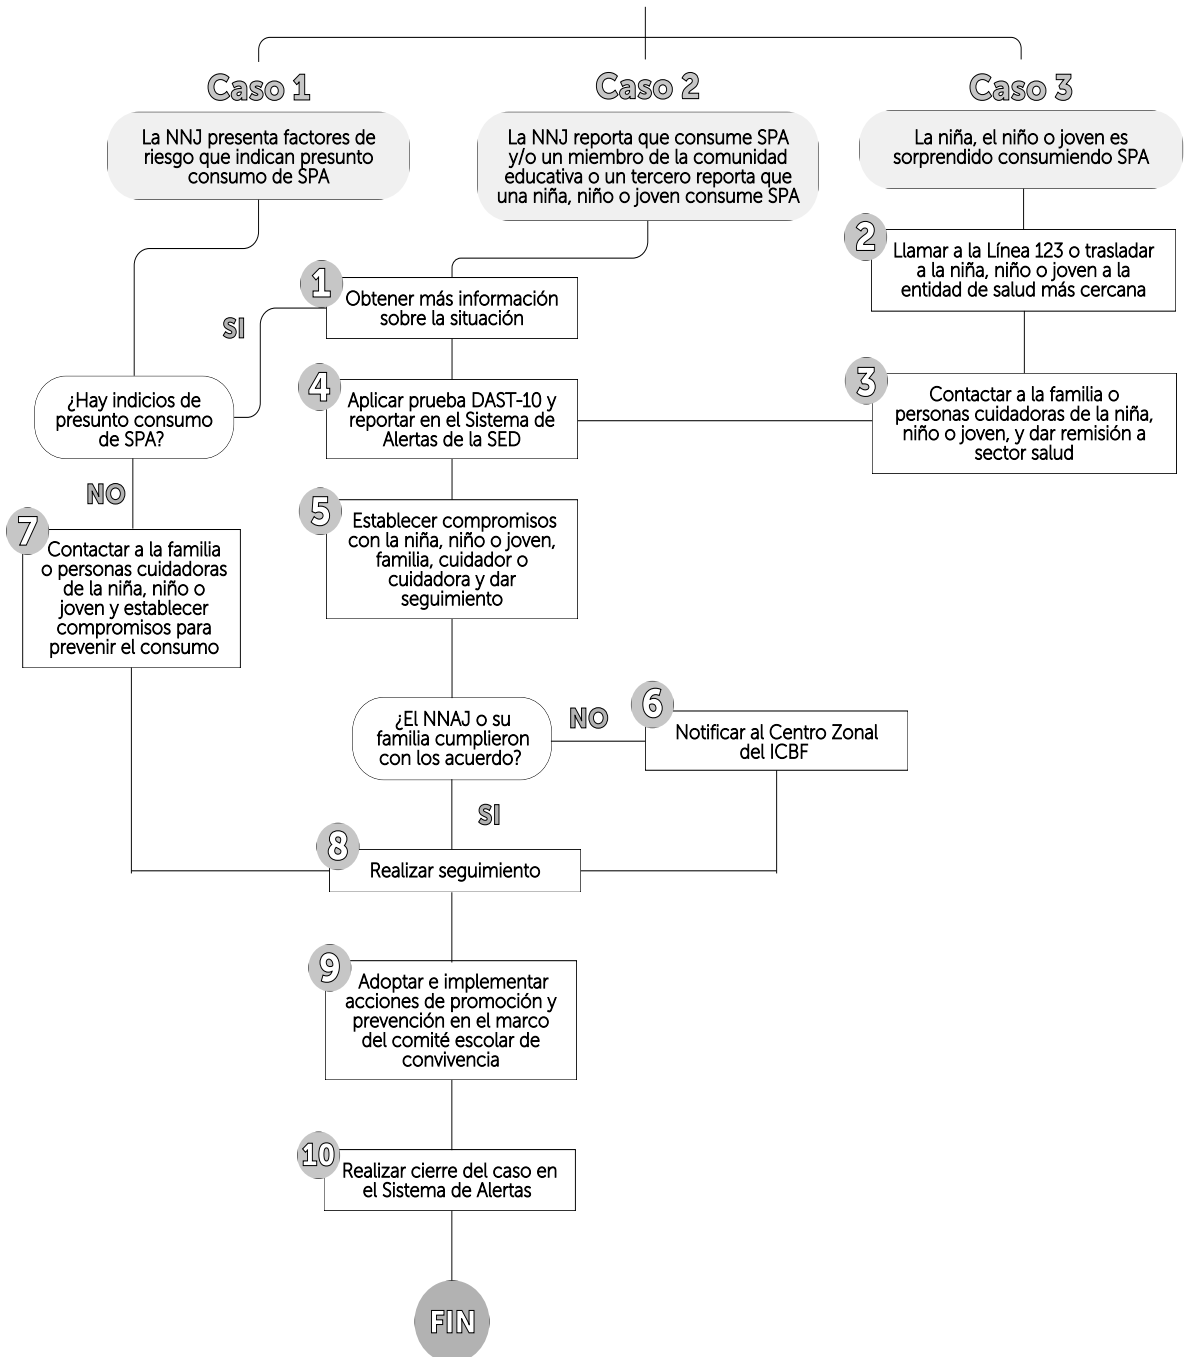 Caso 1
La NNJ presenta factores de
riesgo que indican presunto
consumo de SPA
Caso 2
La NNJ reporta que consume SPA
y/o un miembro de la comunidad
educativa o un tercero reporta que
una niña, niño o joven consume SPA
Caso 3
La niña, el niño o joven es
sorprendido consumiendo SPA
2
Llamar a la Línea 123 o trasladar
a la niña, niño o joven a la
entidad de salud más cercana
1
Obtener más información
sobre la situación
SI
3
Contactar a la familia o
personas cuidadoras de la niña,
niño o joven, y dar remisión a
sector salud
¿Hay indicios de
presunto consumo
de SPA?
4
Aplicar prueba DAST-10 y
reportar en el Sistema de
Alertas de la SED
NO
7
Contactar a la familia
o personas cuidadoras
de la niña, niño o
joven y establecer
compromisos para
prevenir el consumo
5
Establecer compromisos
con la niña, niño o joven,
familia, cuidador o
cuidadora y dar
seguimiento
¿El NNAJ o su
familia cumplieron
con los acuerdo?
NO
6
Notificar al Centro Zonal
del ICBF
SI
8
Realizar seguimiento
9
Adoptar e implementar
acciones de promoción y
prevención en el marco
del comité escolar de
convivencia
10
Realizar cierre del caso en
el Sistema de Alertas
FIN